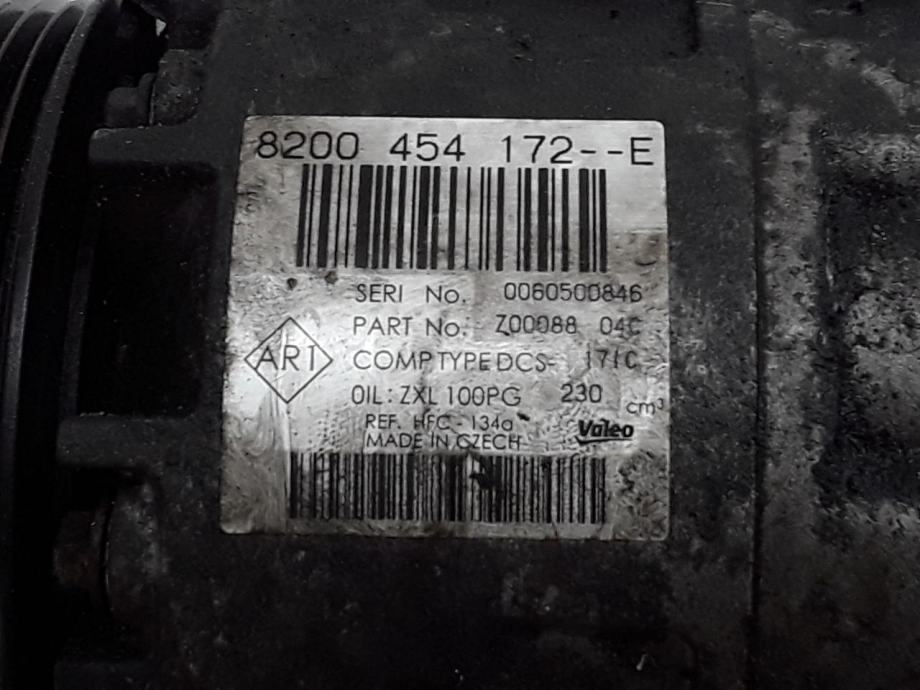 8200 454 172--E
SERI No. 0060500846
PART No. Z00088 04C
ART
COMP TYPE DCS- 171C
OIL: ZXL 100PG 230 cm³
REF. HFC-134a
MADE IN CZECH
Valeo